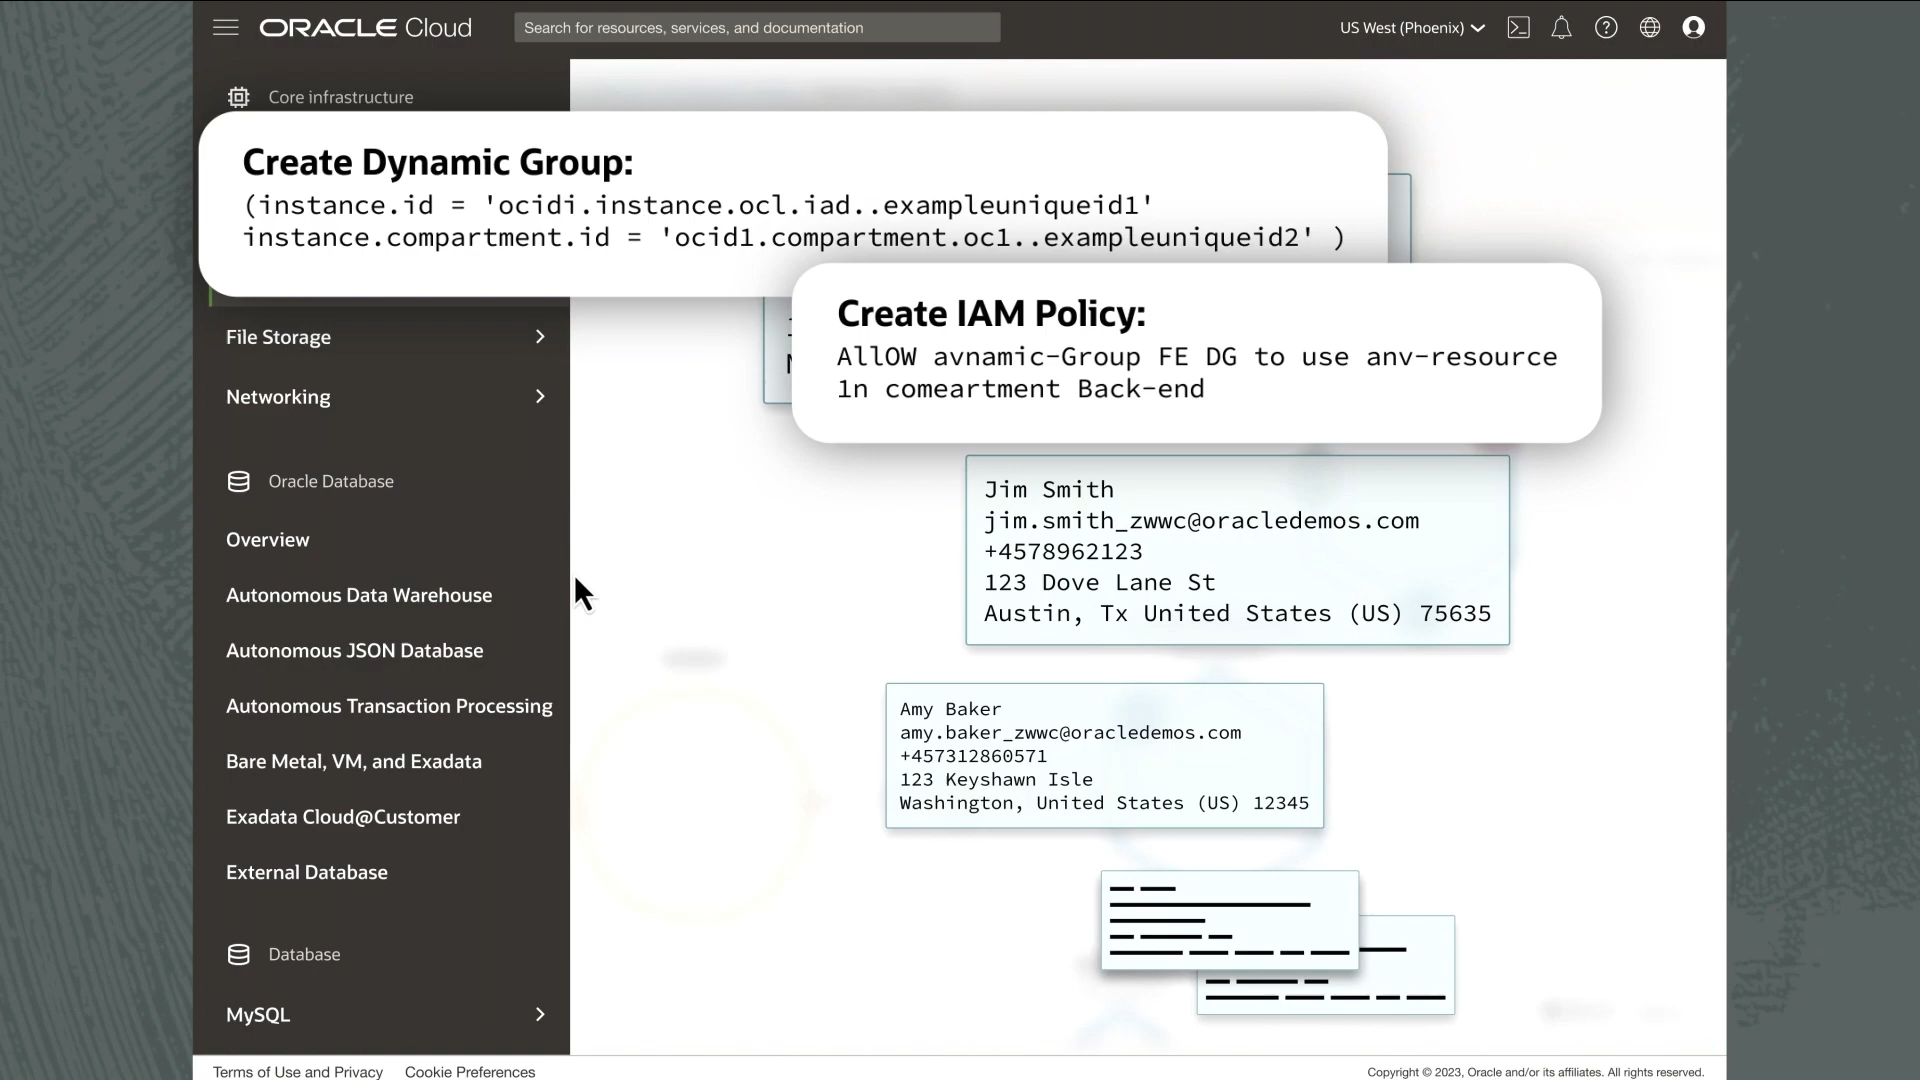 ORACLE Cloud
Search for resources, services, and documentation
US West (Phoenix)
Core infrastructure
Create Dynamic Group:
(instance.id = 'ocidi.instance.ocl.iad..exampleuniqueid1'
instance.compartment.id = 'ocid1.compartment.oc1..exampleuniqueid2' )
Create IAM Policy:
AllOW avnamic-Group FE DG to use anv-resource
1n comeartment Back-end
File Storage
Networking
Oracle Database
Overview
Autonomous Data Warehouse
Autonomous JSON Database
Autonomous Transaction Processing
Bare Metal, VM, and Exadata
Exadata Cloud@Customer
External Database
Database
MySQL
Jim Smith
jim.smith_zwwc@oracledemos.com
+4578962123
123 Dove Lane St
Austin, Tx United States (US) 75635
Amy Baker
amy.baker_zwwc@oracledemos.com
+457312860571
123 Keyshawn Isle
Washington, United States (US) 12345
Terms of Use and Privacy
Cookie Preferences
Copyright © 2023, Oracle and/or its affiliates. All rights reserved.